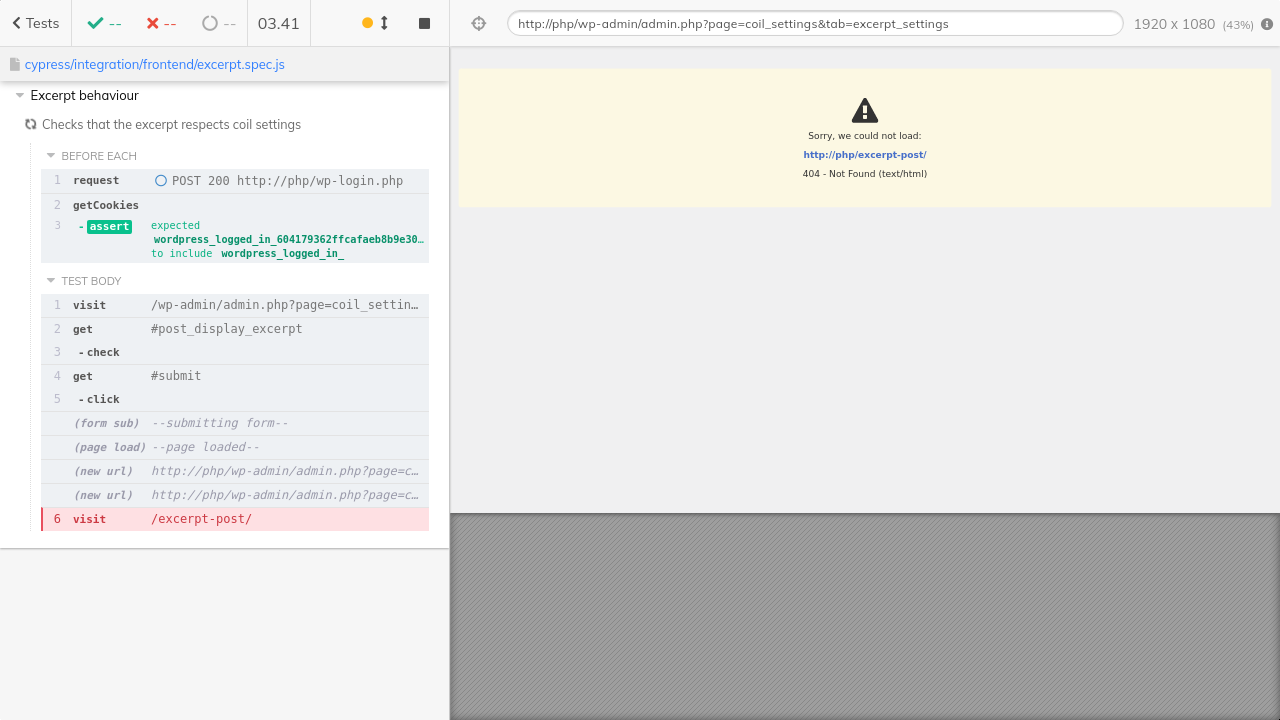 Tests
--
--
--
03.41
http://php/wp-admin/admin.php?page=coil_settings&tab=excerpt_settings
1920 x 1080 (43%)
cypress/integration/frontend/excerpt.spec.js
Excerpt behaviour
Checks that the excerpt respects coil settings
BEFORE EACH
1 request POST 200 http://php/wp-login.php
2 getCookies
3 - assert expected
wordpress_logged_in_604179362ffcafaeb8b9e30…
to include wordpress_logged_in_
TEST BODY
1 visit /wp-admin/admin.php?page=coil_settin…
2 get #post_display_excerpt
3 - check
4 get #submit
5 - click
(form sub) --submitting form--
(page load) --page loaded--
(new url) http://php/wp-admin/admin.php?page=c…
(new url) http://php/wp-admin/admin.php?page=c…
6 visit /excerpt-post/
Sorry, we could not load:
http://php/excerpt-post/
404 - Not Found (text/html)